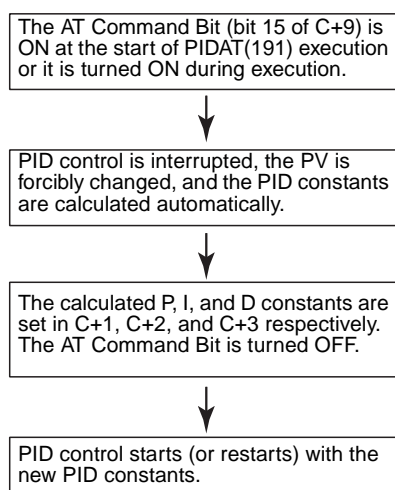 The AT Command Bit (bit 15 of C+9) is
ON at the start of PIDAT(191) execution
or it is turned ON during execution.
PID control is interrupted, the PV is
forcibly changed, and the PID constants
are calculated automatically.
The calculated P, I, and D constants are
set in C+1, C+2, and C+3 respectively.
The AT Command Bit is turned OFF.
PID control starts (or restarts) with the
new PID constants.